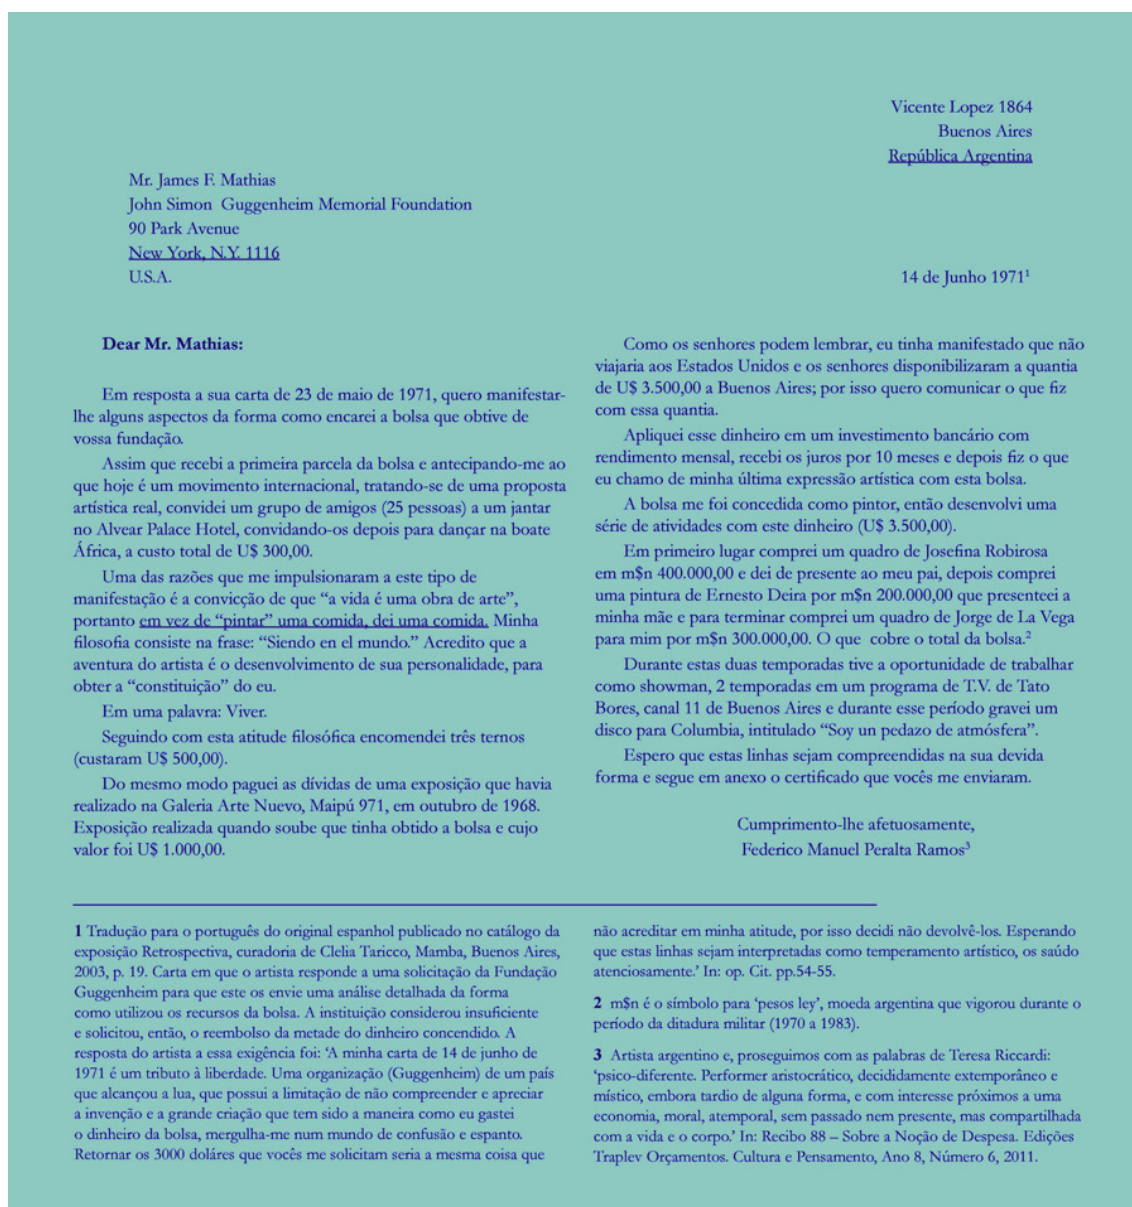 Vicente Lopez 1864
Buenos Aires
República Argentina
Mr. James F. Mathias
John Simon  Guggenheim Memorial Foundation
90 Park Avenue
New York, N.Y. 1116
U.S.A.
14 de Junho 1971¹
Dear Mr. Mathias:
Em resposta a sua carta de 23 de maio de 1971, quero manifestar-
lhe alguns aspectos da forma como encarei a bolsa que obtive de
vossa fundação.
Assim que recebi a primeira parcela da bolsa e antecipando-me ao
que hoje é um movimento internacional, tratando-se de uma proposta
artística real, convidei um grupo de amigos (25 pessoas) a um jantar
no Alvear Palace Hotel, convidando-os depois para dançar na boate
África, a custo total de U$ 300,00.
Uma das razões que me impulsionaram a este tipo de
manifestação é a convicção de que “a vida é uma obra de arte”,
portanto em vez de “pintar” uma comida, dei uma comida. Minha
filosofia consiste na frase: “Siendo en el mundo.” Acredito que a
aventura do artista é o desenvolvimento de sua personalidade, para
obter a “constituição” do eu.
Em uma palavra: Viver.
Seguindo com esta atitude filosófica encomendei três ternos
(custaram U$ 500,00).
Do mesmo modo paguei as dívidas de uma exposição que havia
realizado na Galeria Arte Nuevo, Maipú 971, em outubro de 1968.
Exposição realizada quando soube que tinha obtido a bolsa e cujo
valor foi U$ 1.000,00.
Como os senhores podem lembrar, eu tinha manifestado que não
viajaria aos Estados Unidos e os senhores disponibilizaram a quantia
de U$ 3.500,00 a Buenos Aires; por isso quero comunicar o que fiz
com essa quantia.
Apliquei esse dinheiro em um investimento bancário com
rendimento mensal, recebi os juros por 10 meses e depois fiz o que
eu chamo de minha última expressão artística com esta bolsa.
A bolsa me foi concedida como pintor, então desenvolvi uma
série de atividades com este dinheiro (U$ 3.500,00).
Em primeiro lugar comprei um quadro de Josefina Robirosa
em m$n 400.000,00 e dei de presente ao meu pai, depois comprei
uma pintura de Ernesto Deira por m$n 200.000,00 que presenteei a
minha mãe e para terminar comprei um quadro de Jorge de La Vega
para mim por m$n 300.000,00. O que  cobre o total da bolsa.²
Durante estas duas temporadas tive a oportunidade de trabalhar
como showman, 2 temporadas em um programa de T.V. de Tato
Bores, canal 11 de Buenos Aires e durante esse período gravei um
disco para Columbia, intitulado “Soy un pedazo de atmósfera”.
Espero que estas linhas sejam compreendidas na sua devida
forma e segue em anexo o certificado que vocês me enviaram.
Cumprimento-lhe afetuosamente,
Federico Manuel Peralta Ramos³
1 Tradução para o português do original espanhol publicado no catálogo da
exposição Retrospectiva, curadoria de Clelia Taricco, Mamba, Buenos Aires,
2003, p. 19. Carta em que o artista responde a uma solicitação da Fundação
Guggenheim para que este os envie uma análise detalhada da forma
como utilizou os recursos da bolsa. A instituição considerou insuficiente
e solicitou, então, o reembolso da metade do dinheiro concendido. A
resposta do artista a essa exigência foi: ‘A minha carta de 14 de junho de
1971 é um tributo à liberdade. Uma organização (Guggenheim) de um país
que alcançou a lua, que possui a limitação de não compreender e apreciar
a invenção e a grande criação que tem sido a maneira como eu gastei
o dinheiro da bolsa, mergulha-me num mundo de confusão e espanto.
Retornar os 3000 doláres que vocês me solicitam seria a mesma coisa que
não acreditar em minha atitude, por isso decidi não devolvê-los. Esperando
que estas linhas sejam interpretadas como temperamento artístico, os saúdo
atenciosamente.’ In: op. Cit. pp.54-55.
2  m$n é o símbolo para ‘pesos ley’, moeda argentina que vigorou durante o
período da ditadura militar (1970 a 1983).
3  Artista argentino e, proseguimos com as palabras de Teresa Riccardi:
‘psico-diferente. Performer aristocrático, decididamente extemporâneo e
místico, embora tardio de alguna forma, e com interesse próximos a uma
economia, moral, atemporal, sem passado nem presente, mas compartilhada
com a vida e o corpo.’ In: Recibo 88 – Sobre a Noção de Despesa. Edições
Traplev Orçamentos. Cultura e Pensamento, Ano 8, Número 6, 2011.